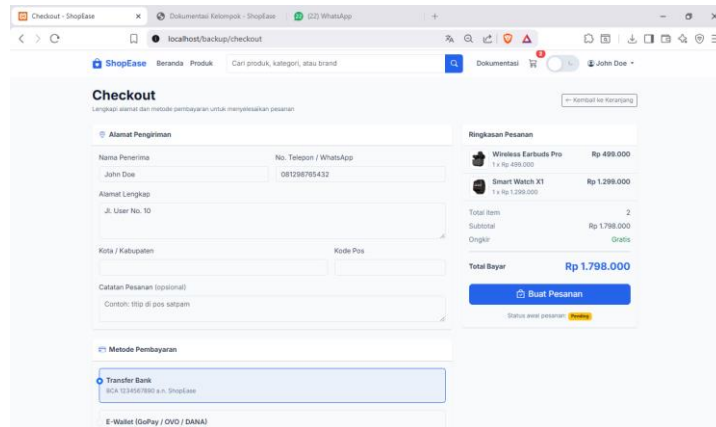 Checkout - ShopEase
Dokumentasi Kelompok - ShopEase
(22) WhatsApp
localhost/backup/checkout
ShopEase Beranda Produk
Cari produk, kategori, atau brand
Dokumentasi
John Doe
Checkout
Lengkapi alamat dan metode pembayaran untuk menyelesaikan pesanan
← Kembali ke Keranjang
Alamat Pengiriman
Nama Penerima
No. Telepon / WhatsApp
John Doe
081298765432
Alamat Lengkap
Jl. User No. 10
Kota / Kabupaten
Kode Pos
Catatan Pesanan (opsional)
Contoh: titip di pos satpam
Metode Pembayaran
Transfer Bank
BCA 1234567890 a.n. ShopEase
E-Wallet (GoPay / OVO / DANA)
Ringkasan Pesanan
Wireless Earbuds Pro Rp 499.000
1 x Rp 499.000
Smart Watch X1 Rp 1.299.000
1 x Rp 1.299.000
Total item 2
Subtotal Rp 1.798.000
Ongkir Gratis
Total Bayar Rp 1.798.000
Buat Pesanan
Status awal pesanan: Pending